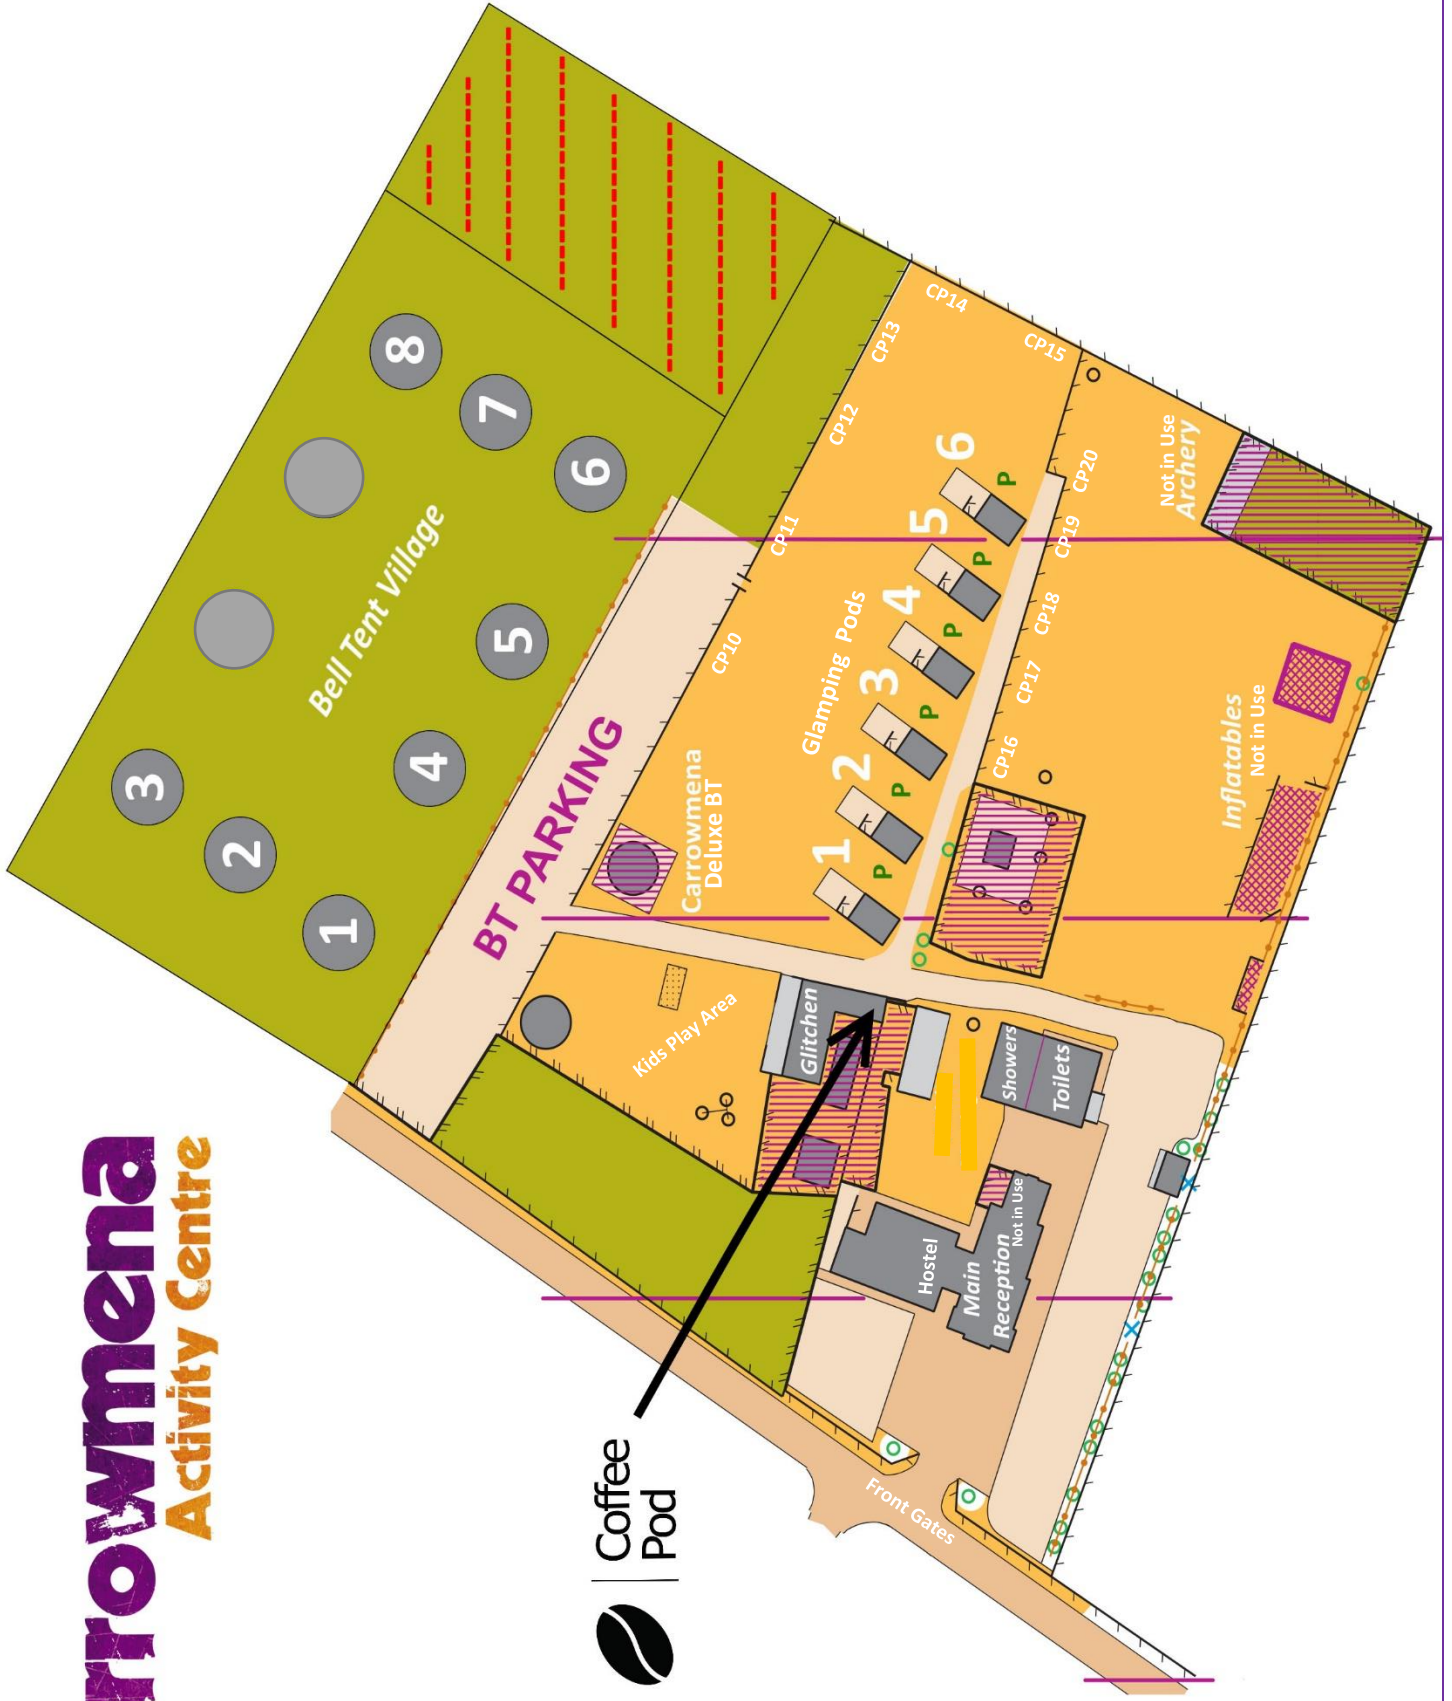 rrowmena
Activity Centre
Bell Tent Village
1
2
3
4
5
6
7
8
BT PARKING
Carrowmena
Deluxe BT
Glamping Pods
1
2
3
4
5
6
P
P
P
P
P
P
K
K
K
K
K
K
CP10
CP11
CP12
CP13
CP14
CP15
CP16
CP17
CP18
CP19
CP20
Not in Use
Archery
Inflatables
Not in Use
Kids Play Area
Glitchen
Showers
Toilets
Hostel
Main
Reception
Not in Use
Front Gates
Coffee
Pod